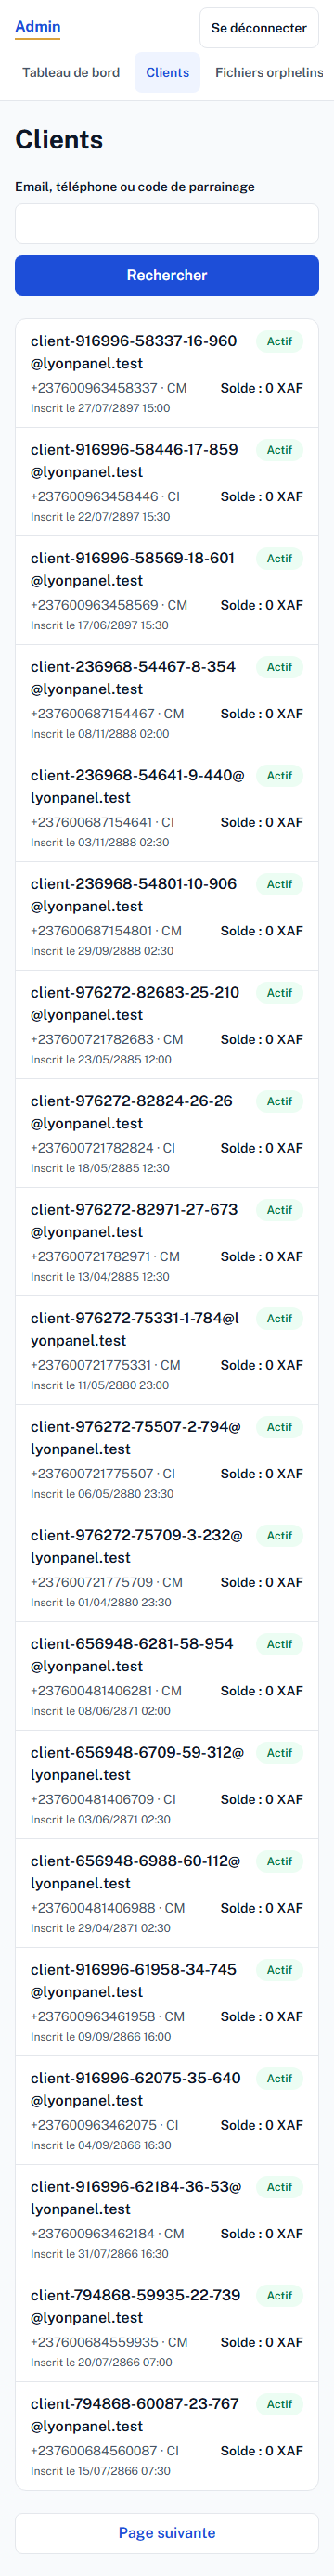 Admin
Se déconnecter
Tableau de bord
Clients
Fichiers orphelins
Clients
Email, téléphone ou code de parrainage
Rechercher
client-916996-58337-16-960
@lyonpanel.test
Actif
+237600963458337 · CM
Solde : 0 XAF
Inscrit le 27/07/2897 15:00
client-916996-58446-17-859
@lyonpanel.test
Actif
+237600963458446 · CI
Solde : 0 XAF
Inscrit le 22/07/2897 15:30
client-916996-58569-18-601
@lyonpanel.test
Actif
+237600963458569 · CM
Solde : 0 XAF
Inscrit le 17/06/2897 15:30
client-236968-54467-8-354
@lyonpanel.test
Actif
+237600687154467 · CM
Solde : 0 XAF
Inscrit le 08/11/2888 02:00
client-236968-54641-9-440@
lyonpanel.test
Actif
+237600687154641 · CI
Solde : 0 XAF
Inscrit le 03/11/2888 02:30
client-236968-54801-10-906
@lyonpanel.test
Actif
+237600687154801 · CM
Solde : 0 XAF
Inscrit le 29/09/2888 02:30
client-976272-82683-25-210
@lyonpanel.test
Actif
+237600721782683 · CM
Solde : 0 XAF
Inscrit le 23/05/2885 12:00
client-976272-82824-26-26
@lyonpanel.test
Actif
+237600721782824 · CI
Solde : 0 XAF
Inscrit le 18/05/2885 12:30
client-976272-82971-27-673
@lyonpanel.test
Actif
+237600721782971 · CM
Solde : 0 XAF
Inscrit le 13/04/2885 12:30
client-976272-75331-1-784@l
yonpanel.test
Actif
+237600721775331 · CM
Solde : 0 XAF
Inscrit le 11/05/2880 23:00
client-976272-75507-2-794@
lyonpanel.test
Actif
+237600721775507 · CI
Solde : 0 XAF
Inscrit le 06/05/2880 23:30
client-976272-75709-3-232@
lyonpanel.test
Actif
+237600721775709 · CM
Solde : 0 XAF
Inscrit le 01/04/2880 23:30
client-656948-6281-58-954
@lyonpanel.test
Actif
+237600481406281 · CM
Solde : 0 XAF
Inscrit le 08/06/2871 02:00
client-656948-6709-59-312@
lyonpanel.test
Actif
+237600481406709 · CI
Solde : 0 XAF
Inscrit le 03/06/2871 02:30
client-656948-6988-60-112@
lyonpanel.test
Actif
+237600481406988 · CM
Solde : 0 XAF
Inscrit le 29/04/2871 02:30
client-916996-61958-34-745
@lyonpanel.test
Actif
+237600963461958 · CM
Solde : 0 XAF
Inscrit le 09/09/2866 16:00
client-916996-62075-35-640
@lyonpanel.test
Actif
+237600963462075 · CI
Solde : 0 XAF
Inscrit le 04/09/2866 16:30
client-916996-62184-36-53@
lyonpanel.test
Actif
+237600963462184 · CM
Solde : 0 XAF
Inscrit le 31/07/2866 16:30
client-794868-59935-22-739
@lyonpanel.test
Actif
+237600684559935 · CM
Solde : 0 XAF
Inscrit le 20/07/2866 07:00
client-794868-60087-23-767
@lyonpanel.test
Actif
+237600684560087 · CI
Solde : 0 XAF
Inscrit le 15/07/2866 07:30
Page suivante